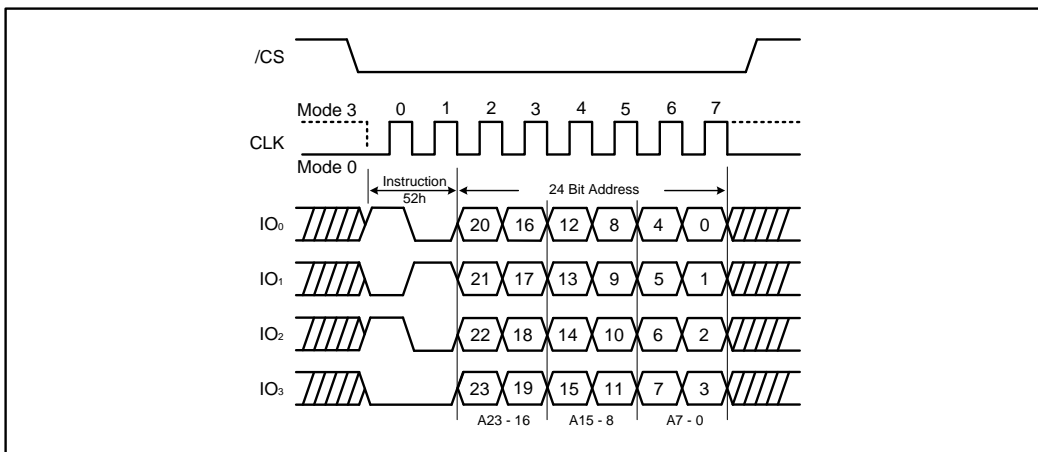 /CS
Mode 3 0 1 2 3 4 5 6 7
CLK
Mode 0
Instruction
52h
24 Bit Address
IO₀ 20 16 12 8 4 0
IO₁ 21 17 13 9 5 1
IO₂ 22 18 14 10 6 2
IO₃ 23 19 15 11 7 3
A23 - 16 A15 - 8 A7 - 0